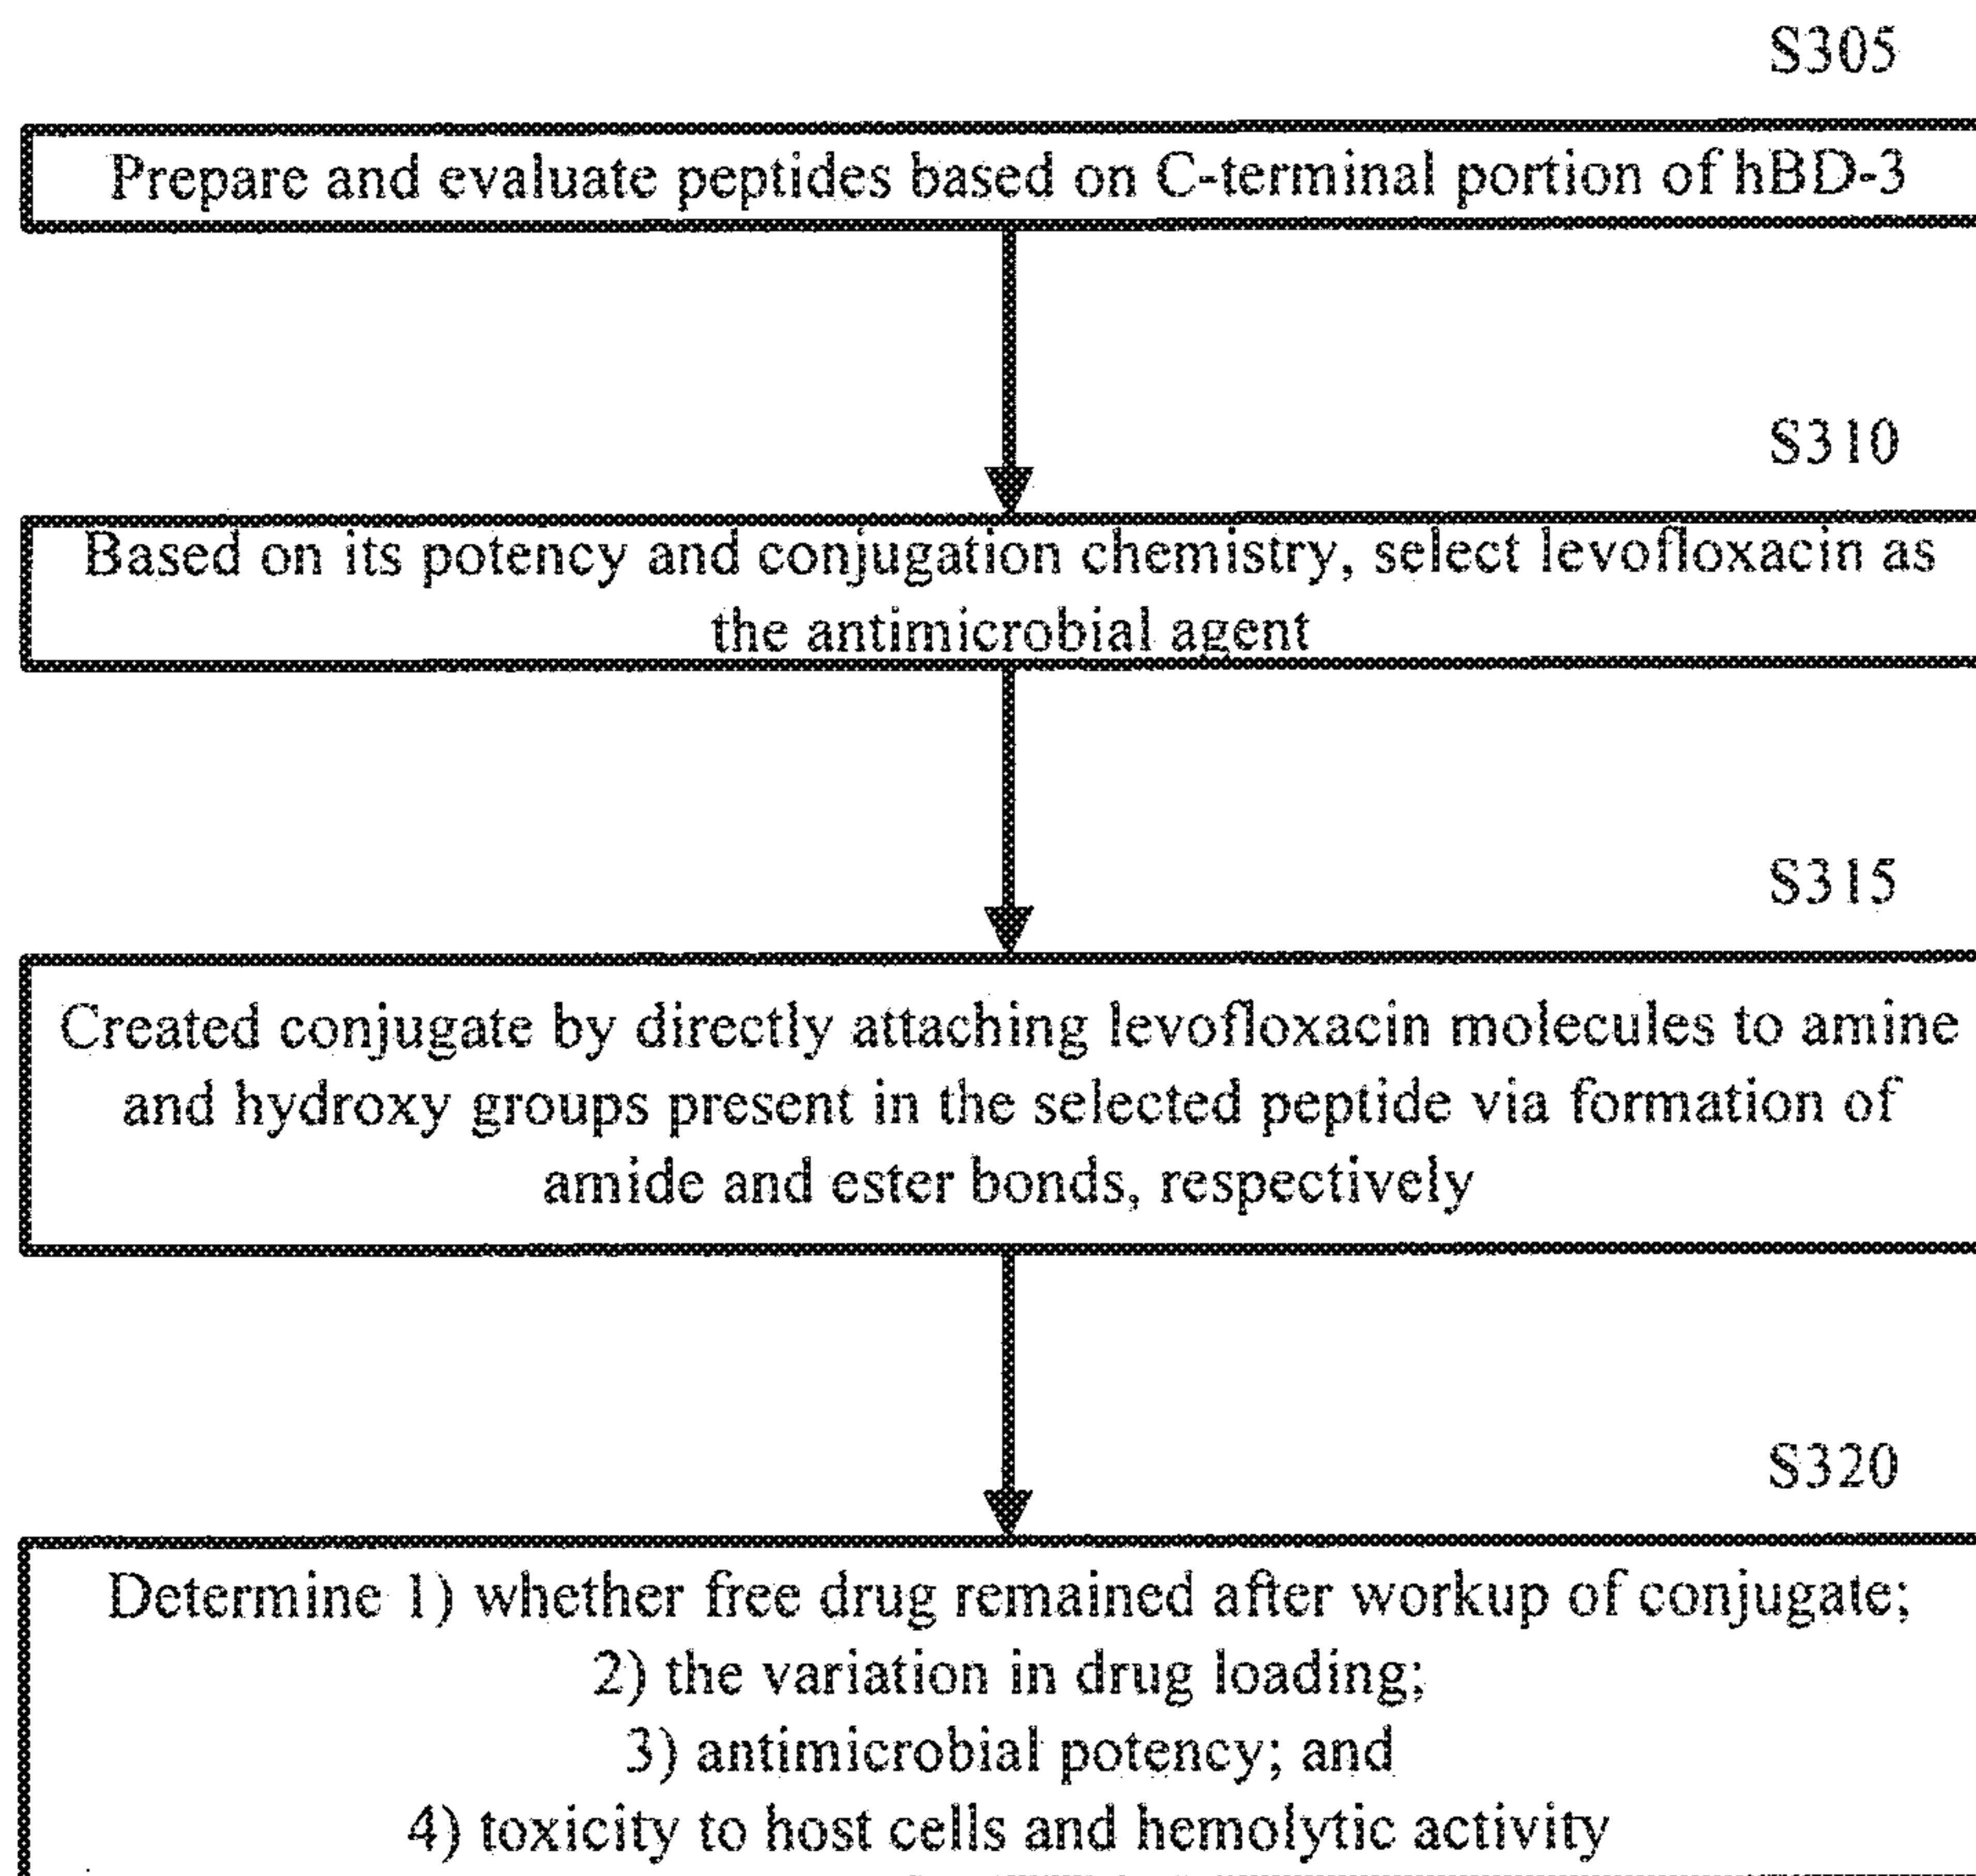 S305
Prepare and evaluate peptides based on C-terminal portion of hBD-3
S310
Based on its potency and conjugation chemistry, select levofloxacin as
the antimicrobial agent
S315
Created conjugate by directly attaching levofloxacin molecules to amine
and hydroxy groups present in the selected peptide via formation of
amide and ester bonds, respectively
S320
Determine 1) whether free drug remained after workup of conjugate;
2) the variation in drug loading;
3) antimicrobial potency; and
4) toxicity to host cells and hemolytic activity